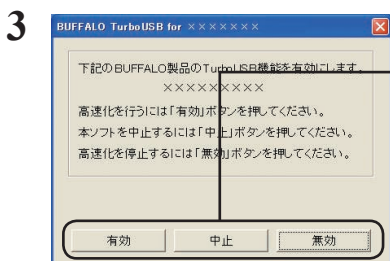 3
BUFFALO TurboUSB for ×××××××
下記のBUFFALO製品のTurboUSB機能を有効にします。
×××××××××
高速化を行うには「有効」ボタンを押してください。
本ソフトを中止するには「中止」ボタンを押してください。
高速化を停止するには「無効」ボタンを押してください。
有効 中止 無効